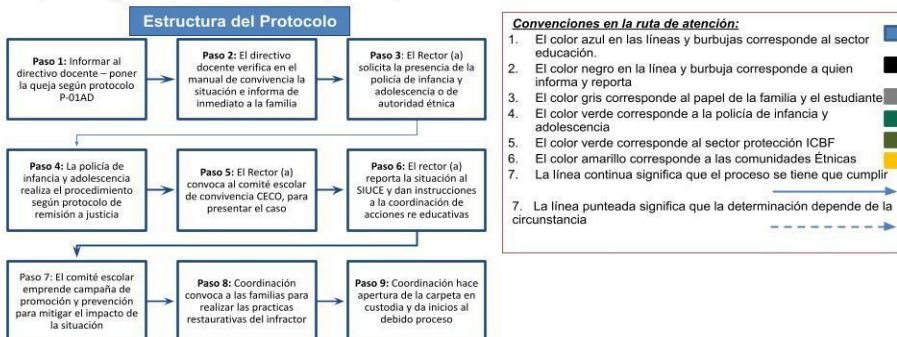 Estructura del Protocolo
Paso 1: Informar al
directivo docente – poner
la queja según protocolo
P-01AD
Paso 2: El directivo
docente verifica en el
manual de convivencia la
situación e informa de
inmediato a la familia
Paso 3: El Rector (a)
solicita la presencia de la
policía de infancia y
adolescencia o de
autoridad étnica
Paso 4: La policía de
infancia y adolescencia
realiza el procedimiento
según protocolo de
remisión a justicia
Paso 5: El Rector (a)
convoca al comité escolar
de convivencia CECO, para
presentar el caso
Paso 6: El rector (a)
reporta la situación al
SIUCE y dan instrucciones
a la coordinación de
acciones re educativas
Paso 7: El comité escolar
emprende campaña de
promoción y prevención
para mitigar el impacto de
la situación
Paso 8: Coordinación
convoca a las familias para
realizar las practicas
restaurativas del infractor
Paso 9: Coordinación hace
apertura de la carpeta en
custodia y da inicios al
debido proceso
Convenciones en la ruta de atención:
1. El color azul en las líneas y burbujas corresponde al sector
educación.
2. El color negro en la línea y burbuja corresponde a quien
informa y reporta
3. El color gris corresponde al papel de la familia y el estudiante
4. El color verde corresponde a la policía de infancia y
adolescencia
5. El color verde corresponde al sector protección ICBF
6. El color amarillo corresponde a las comunidades Étnicas
7. La línea continua significa que el proceso se tiene que cumplir
7. La línea punteada significa que la determinación depende de la
circunstancia